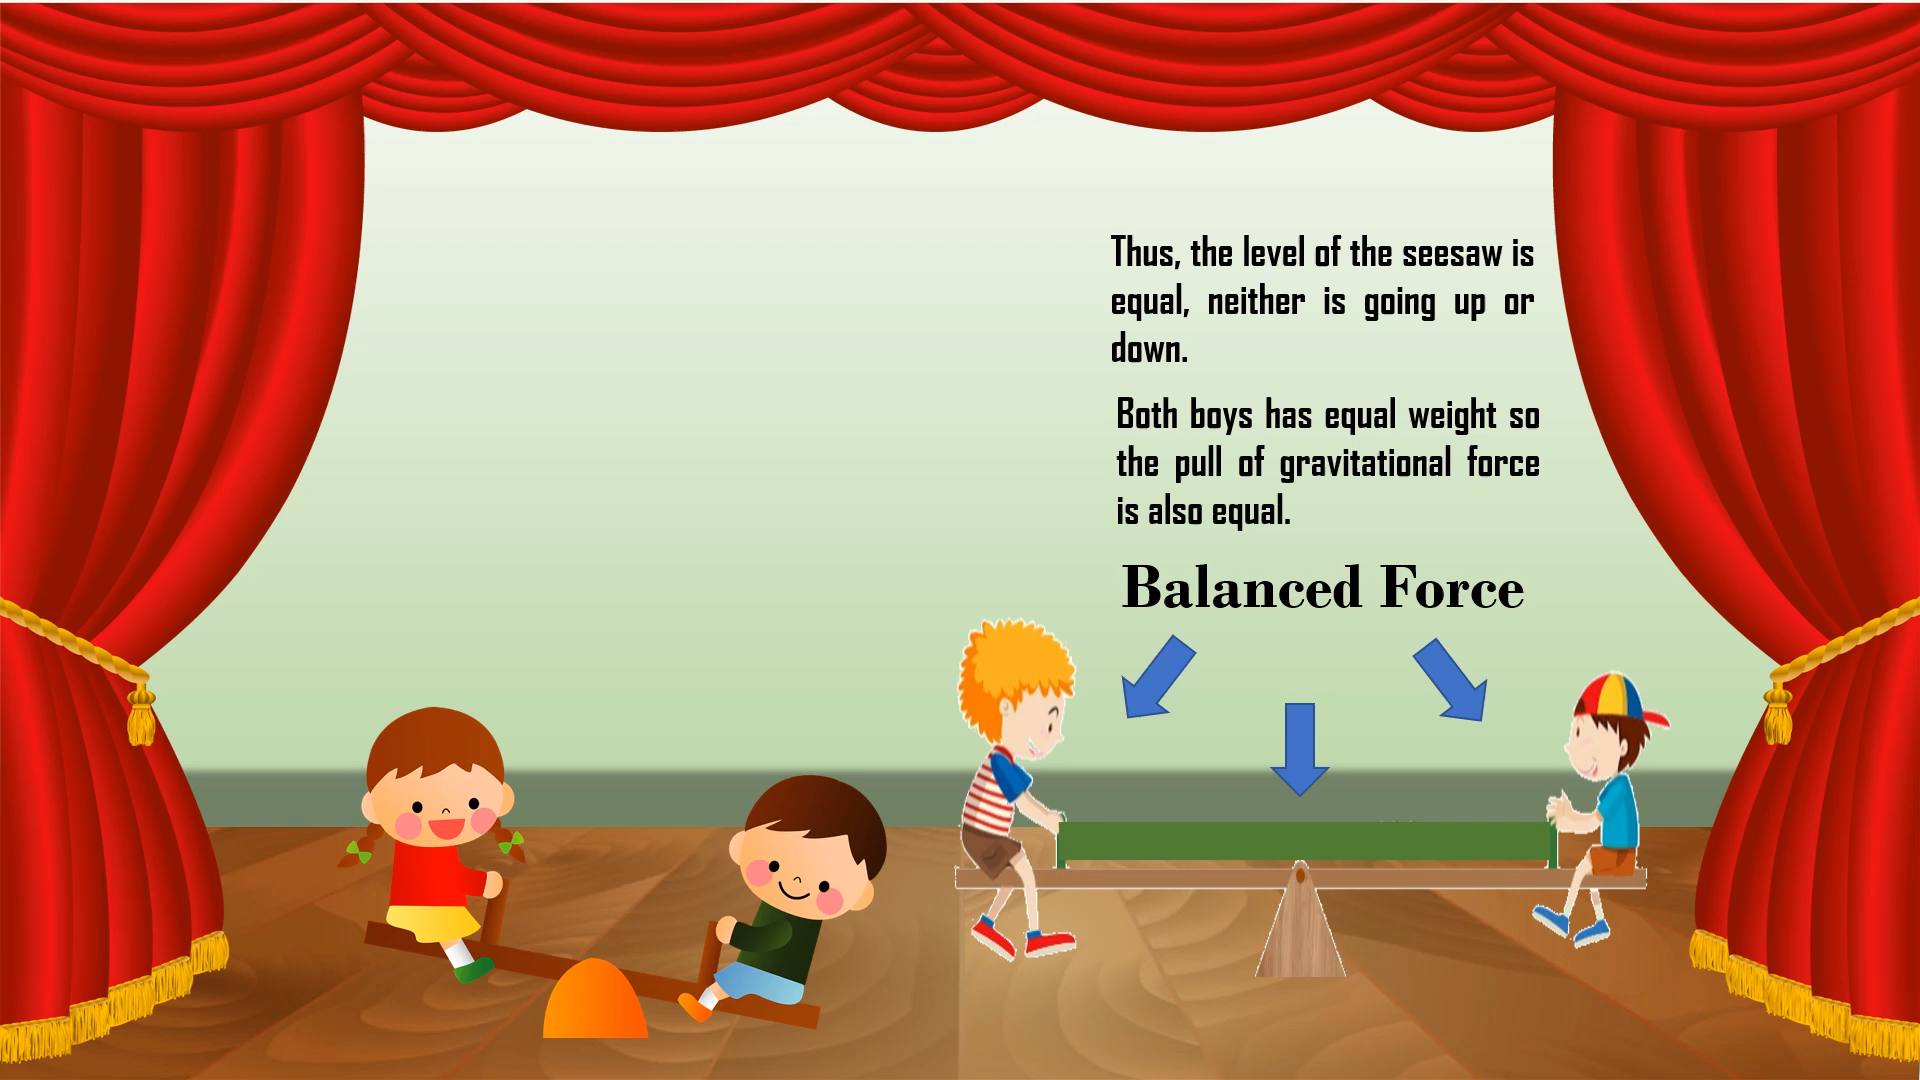 Thus, the level of the seesaw is
equal, neither is going up or
down.
Both boys has equal weight so
the pull of gravitational force
is also equal.
Balanced Force